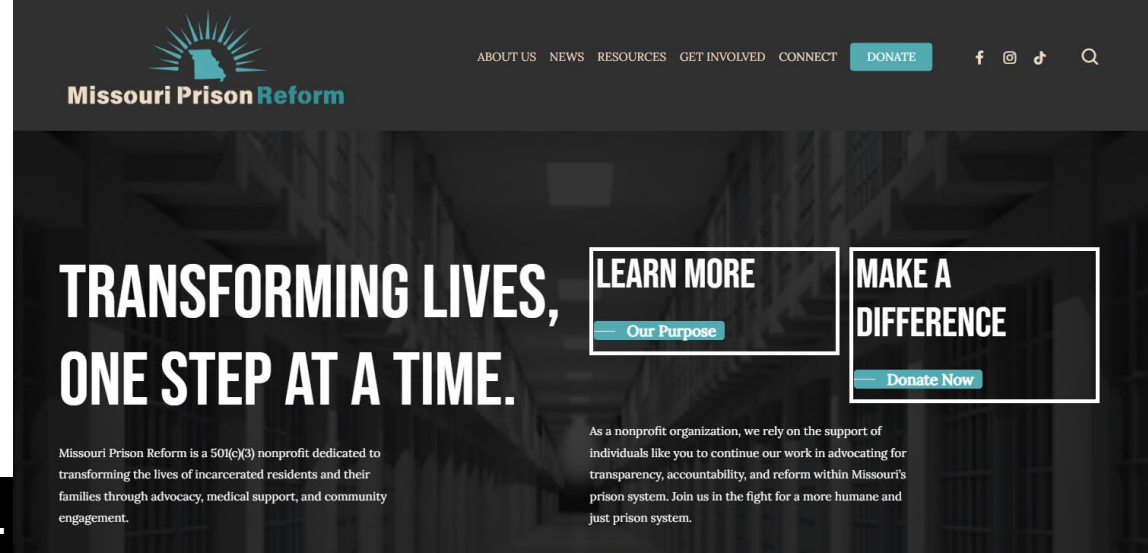 Missouri Prison Reform
ABOUT US NEWS RESOURCES GET INVOLVED CONNECT DONATE
TRANSFORMING LIVES,
ONE STEP AT A TIME.
Missouri Prison Reform is a 501(c)(3) nonprofit dedicated to
transforming the lives of incarcerated residents and their
families through advocacy, medical support, and community
engagement.
LEARN MORE
Our Purpose
MAKE A
DIFFERENCE
Donate Now
As a nonprofit organization, we rely on the support of
individuals like you to continue our work in advocating for
transparency, accountability, and reform within Missouri's
prison system. Join us in the fight for a more humane and
just prison system.